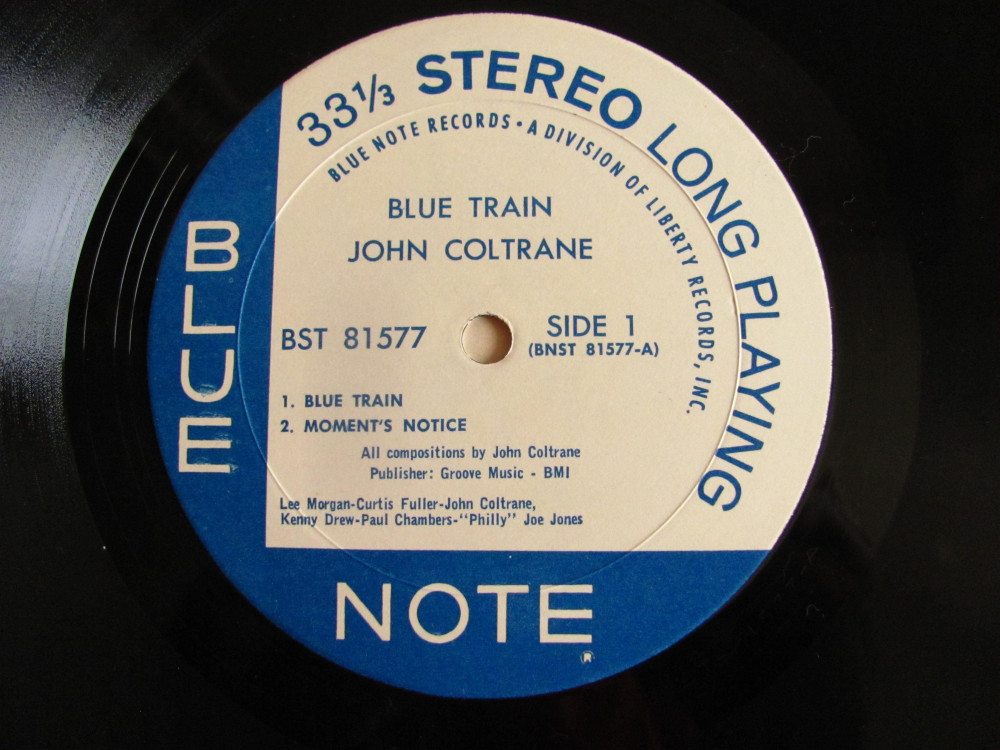 33⅓ STEREO LONG PLAYING
BLUE NOTE RECORDS • A DIVISION OF LIBERTY RECORDS, INC.
BLUE TRAIN
JOHN COLTRANE
BST 81577
SIDE 1
(BNST 81577-A)
1. BLUE TRAIN
2. MOMENT'S NOTICE
All compositions by John Coltrane
Publisher: Groove Music - BMI
Lee Morgan-Curtis Fuller-John Coltrane,
Kenny Drew-Paul Chambers-"Philly" Joe Jones
BLUE
NOTE